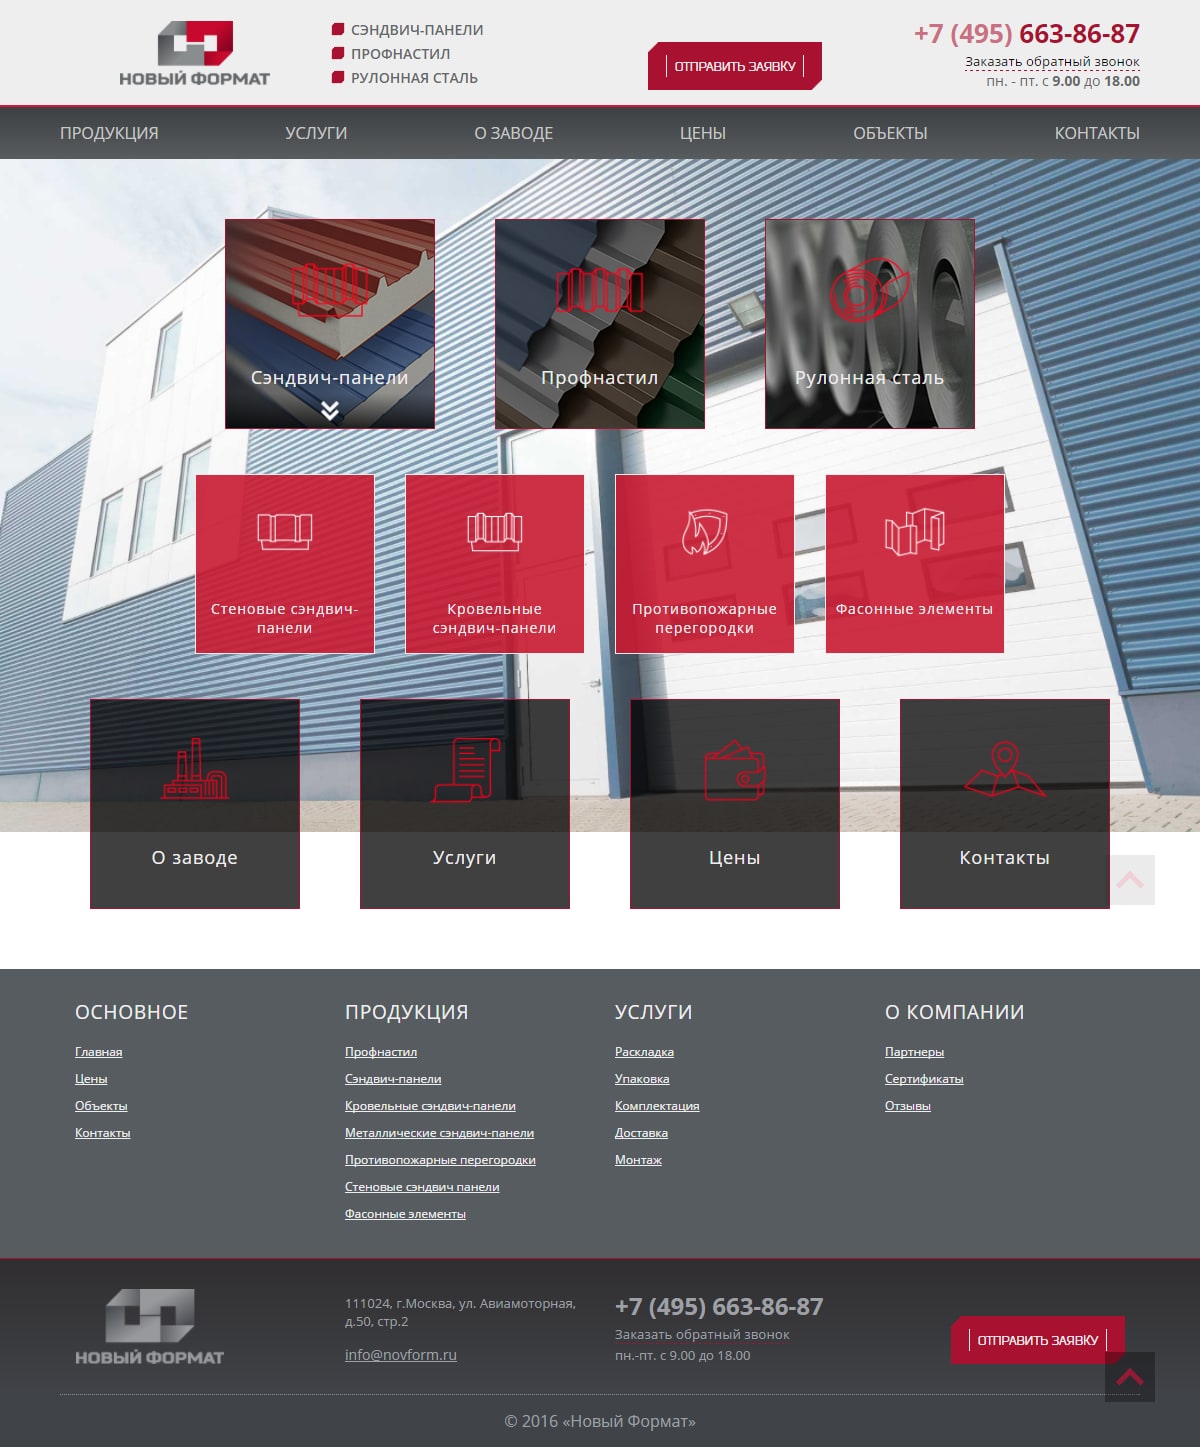 НОВЫЙ ФОРМАТ
СЭНДВИЧ-ПАНЕЛИ
ПРОФНАСТИЛ
РУЛОННАЯ СТАЛЬ
ОТПРАВИТЬ ЗАЯВКУ
+7 (495) 663-86-87
Заказать обратный звонок
пн. - пт. с 9.00 до 18.00
ПРОДУКЦИЯ
УСЛУГИ
О ЗАВОДЕ
ЦЕНЫ
ОБЪЕКТЫ
КОНТАКТЫ
Сэндвич-панели
Профнастил
Рулонная сталь
Стеновые сэндвич-
панели
Кровельные
сэндвич-панели
Противопожарные
перегородки
Фасонные элементы
О заводе
Услуги
Цены
Контакты
ОСНОВНОЕ
Главная
Цены
Объекты
Контакты
ПРОДУКЦИЯ
Профнастил
Сэндвич-панели
Кровельные сэндвич-панели
Металлические сэндвич-панели
Противопожарные перегородки
Стеновые сэндвич панели
Фасонные элементы
УСЛУГИ
Раскладка
Упаковка
Комплектация
Доставка
Монтаж
О КОМПАНИИ
Партнеры
Сертификаты
Отзывы
НОВЫЙ ФОРМАТ
111024, г.Москва, ул. Авиамоторная,
д.50, стр.2
info@novform.ru
+7 (495) 663-86-87
Заказать обратный звонок
пн.-пт. с 9.00 до 18.00
ОТПРАВИТЬ ЗАЯВКУ
© 2016 «Новый Формат»